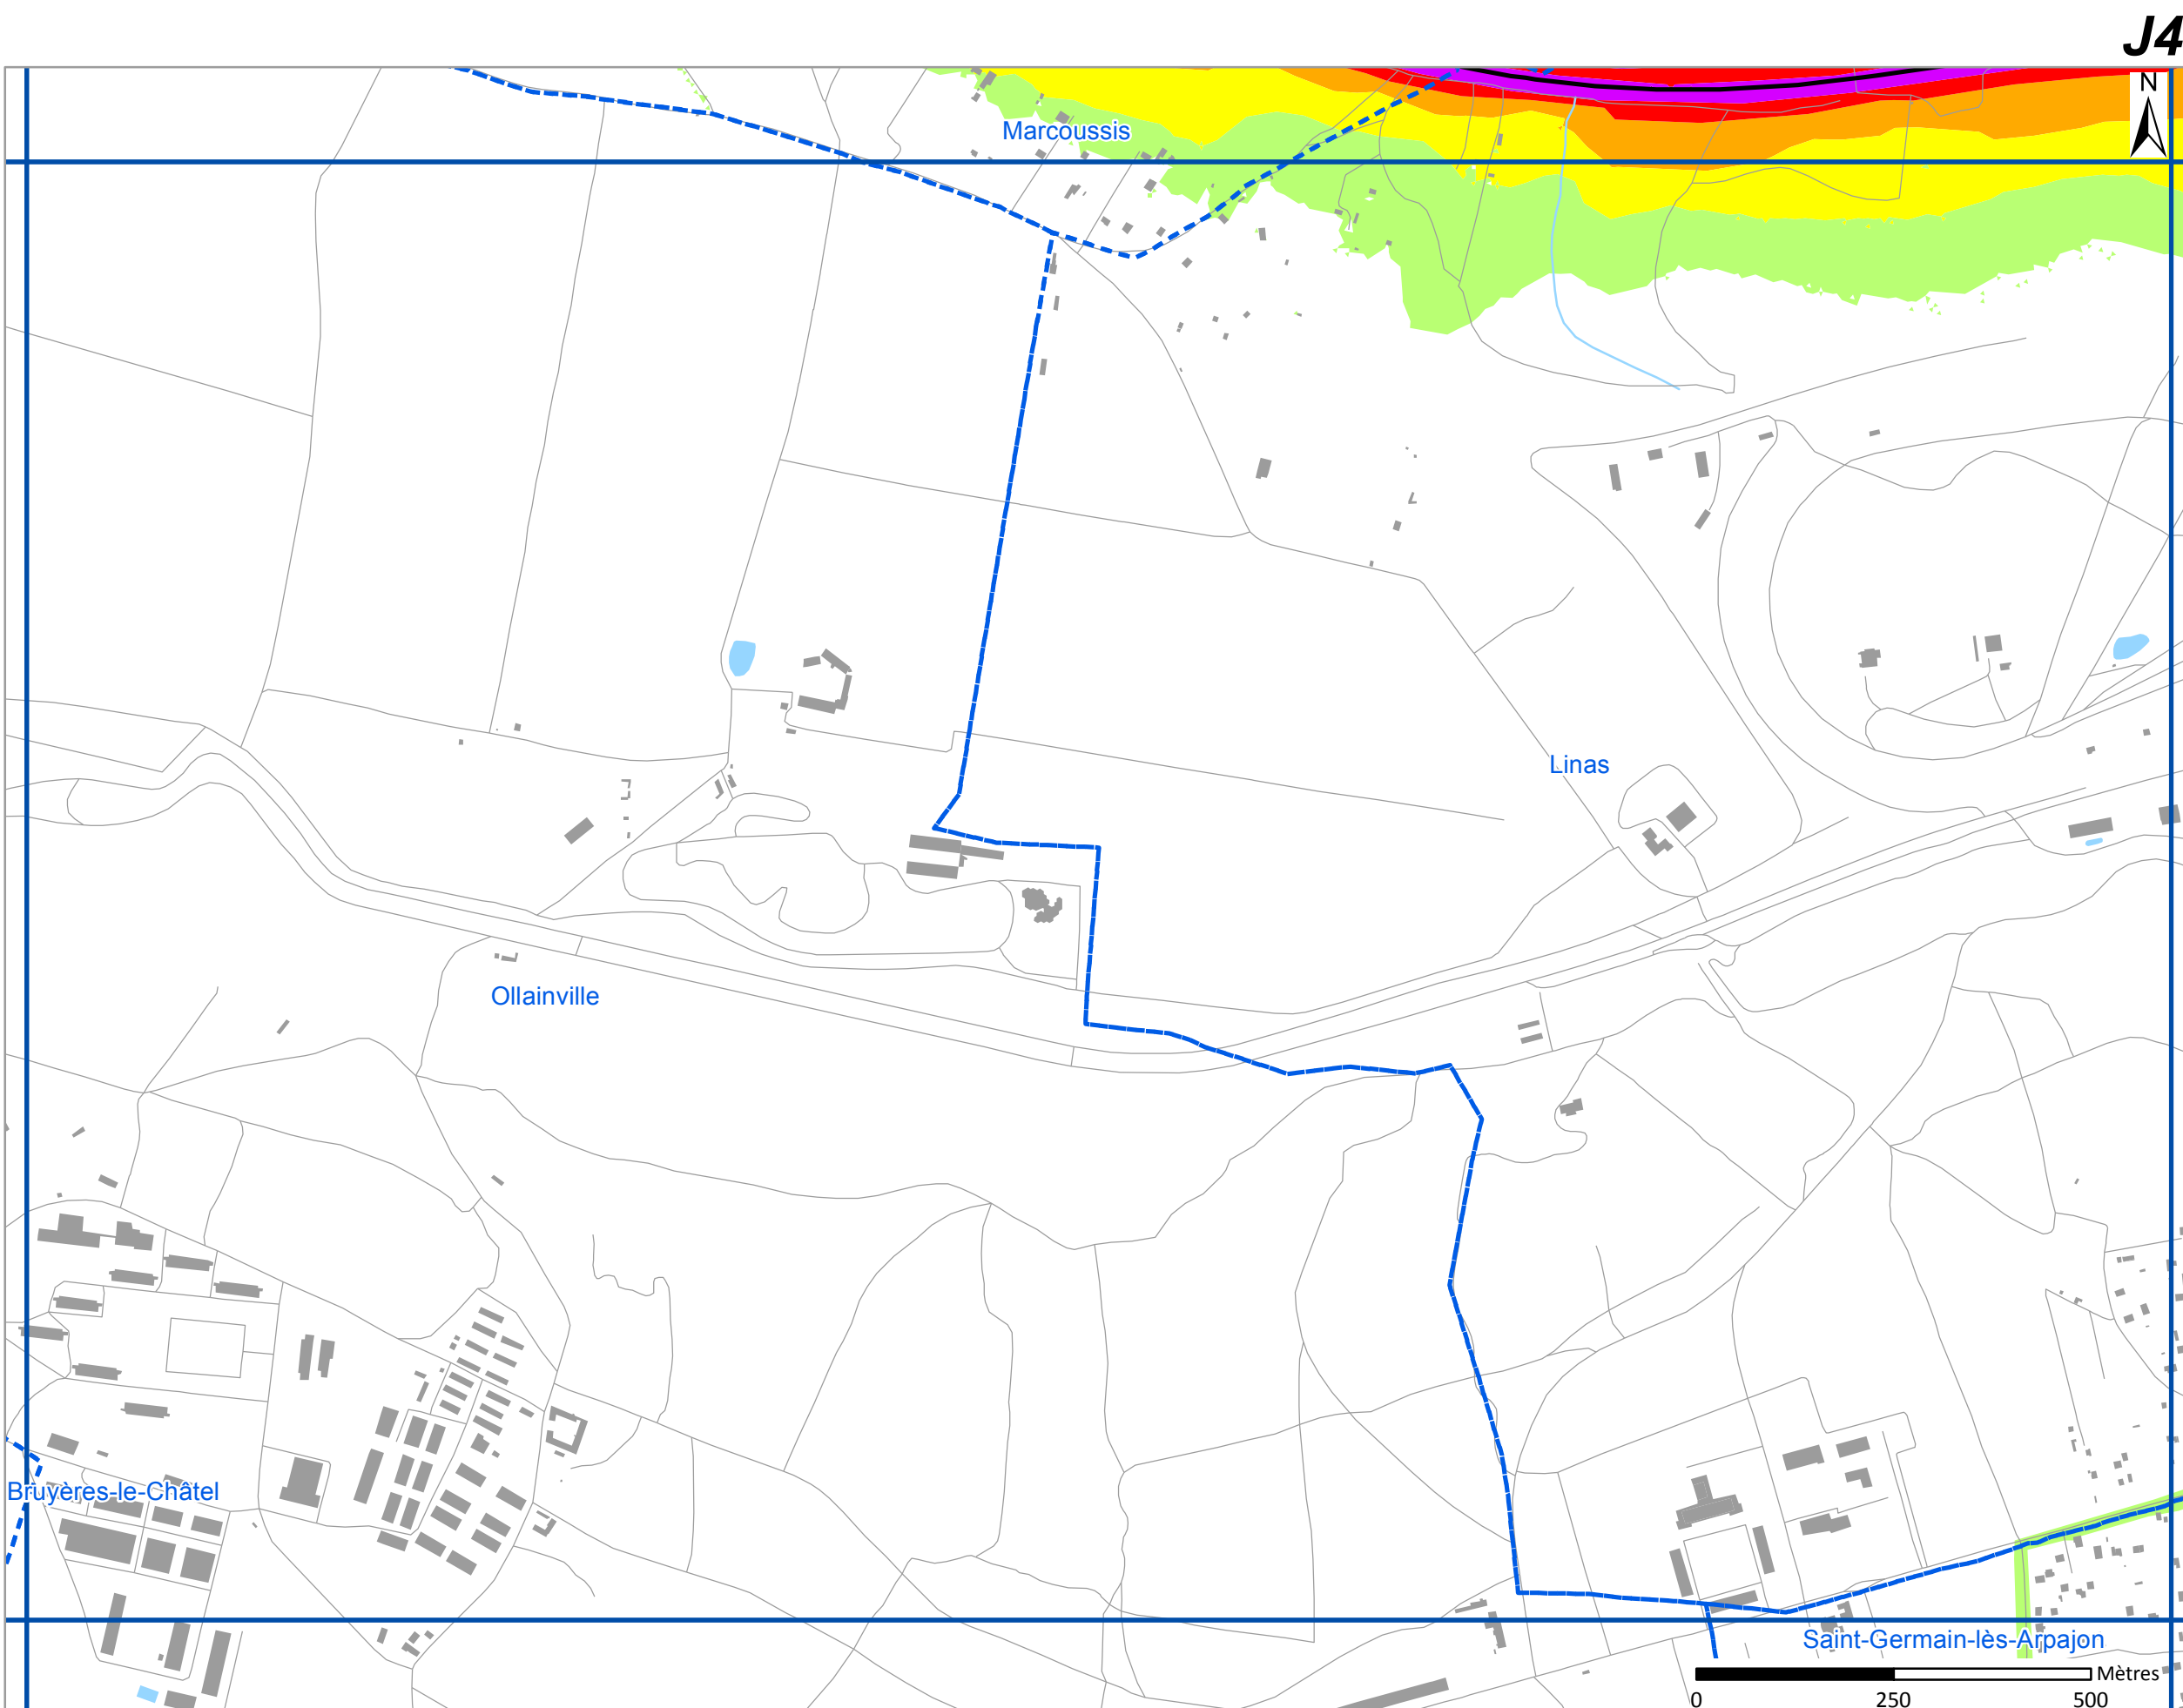 J4
N
Marcoussis
Linas
Ollainville
Bruyères-le-Châtel
Saint-Germain-lès-Arpajon
Mètres
0 250 500